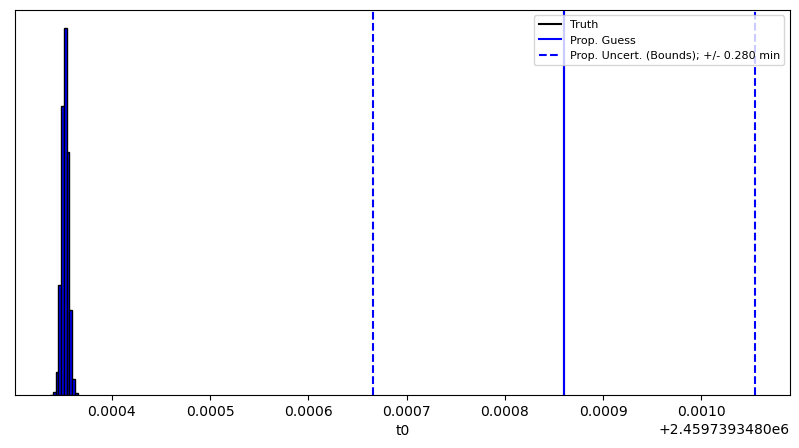 Truth
Prop. Guess
Prop. Uncert. (Bounds); +/- 0.280 min
0.0004 0.0005 0.0006 0.0007 0.0008 0.0009 0.0010
t0
+2.4597393480e6